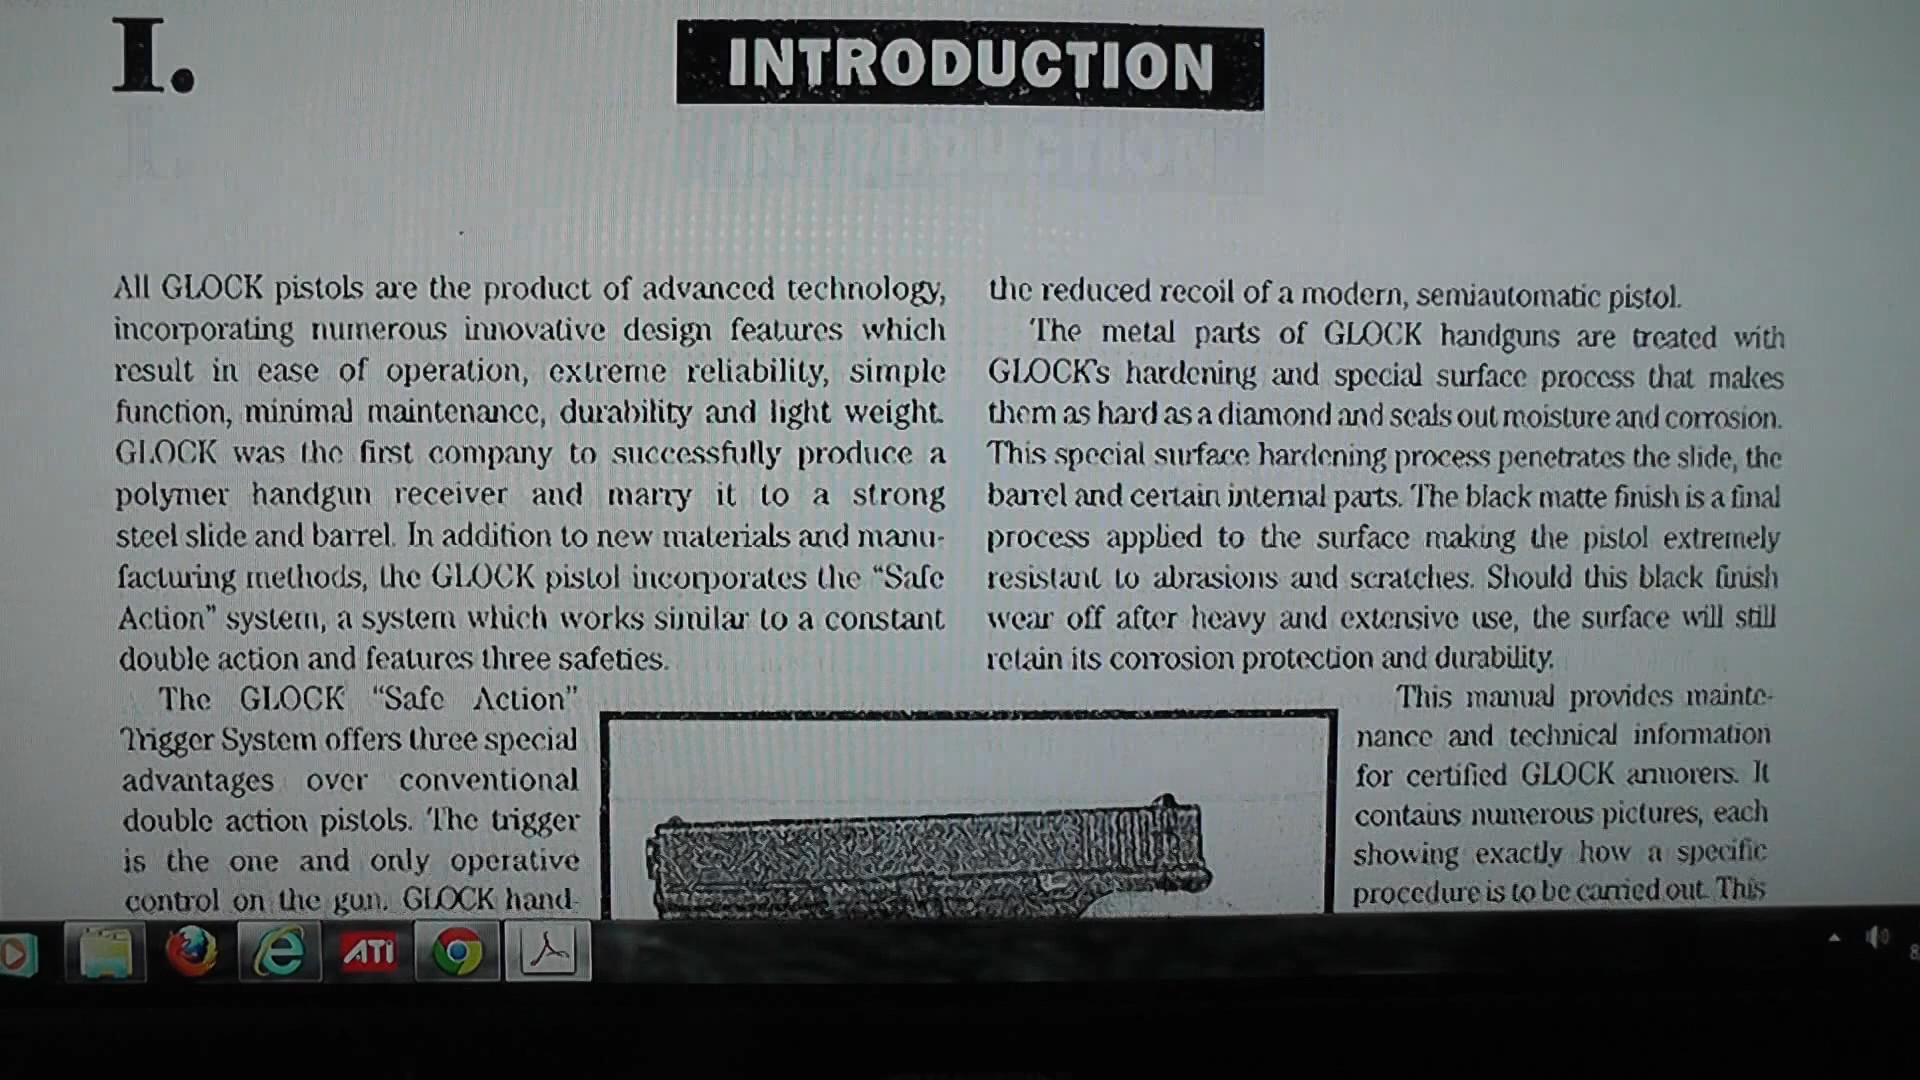 I.
INTRODUCTION
All GLOCK pistols are the product of advanced technology,
incorporating numerous innovative design features which
result in ease of operation, extreme reliability, simple
function, minimal maintenance, durability and light weight.
GLOCK was the first company to successfully produce a
polymer handgun receiver and marry it to a strong
steel slide and barrel. In addition to new materials and manu-
facturing methods, the GLOCK pistol incorporates the “Safe
Action” system, a system which works similar to a constant
double action and features three safeties.
The GLOCK “Safe Action”
Trigger System offers three special
advantages over conventional
double action pistols. The trigger
is the one and only operative
control on the gun. GLOCK hand-
the reduced recoil of a modern, semiautomatic pistol.
The metal parts of GLOCK handguns are treated with
GLOCK's hardening and special surface process that makes
them as hard as a diamond and seals out moisture and corrosion.
This special surface hardening process penetrates the slide, the
barrel and certain internal parts. The black matte finish is a final
process applied to the surface making the pistol extremely
resistant to abrasions and scratches. Should this black finish
wear off after heavy and extensive use, the surface will still
retain its corrosion protection and durability.
This manual provides mainte-
nance and technical information
for certified GLOCK armorers. It
contains numerous pictures, each
showing exactly how a specific
procedure is to be carried out. This
ATI